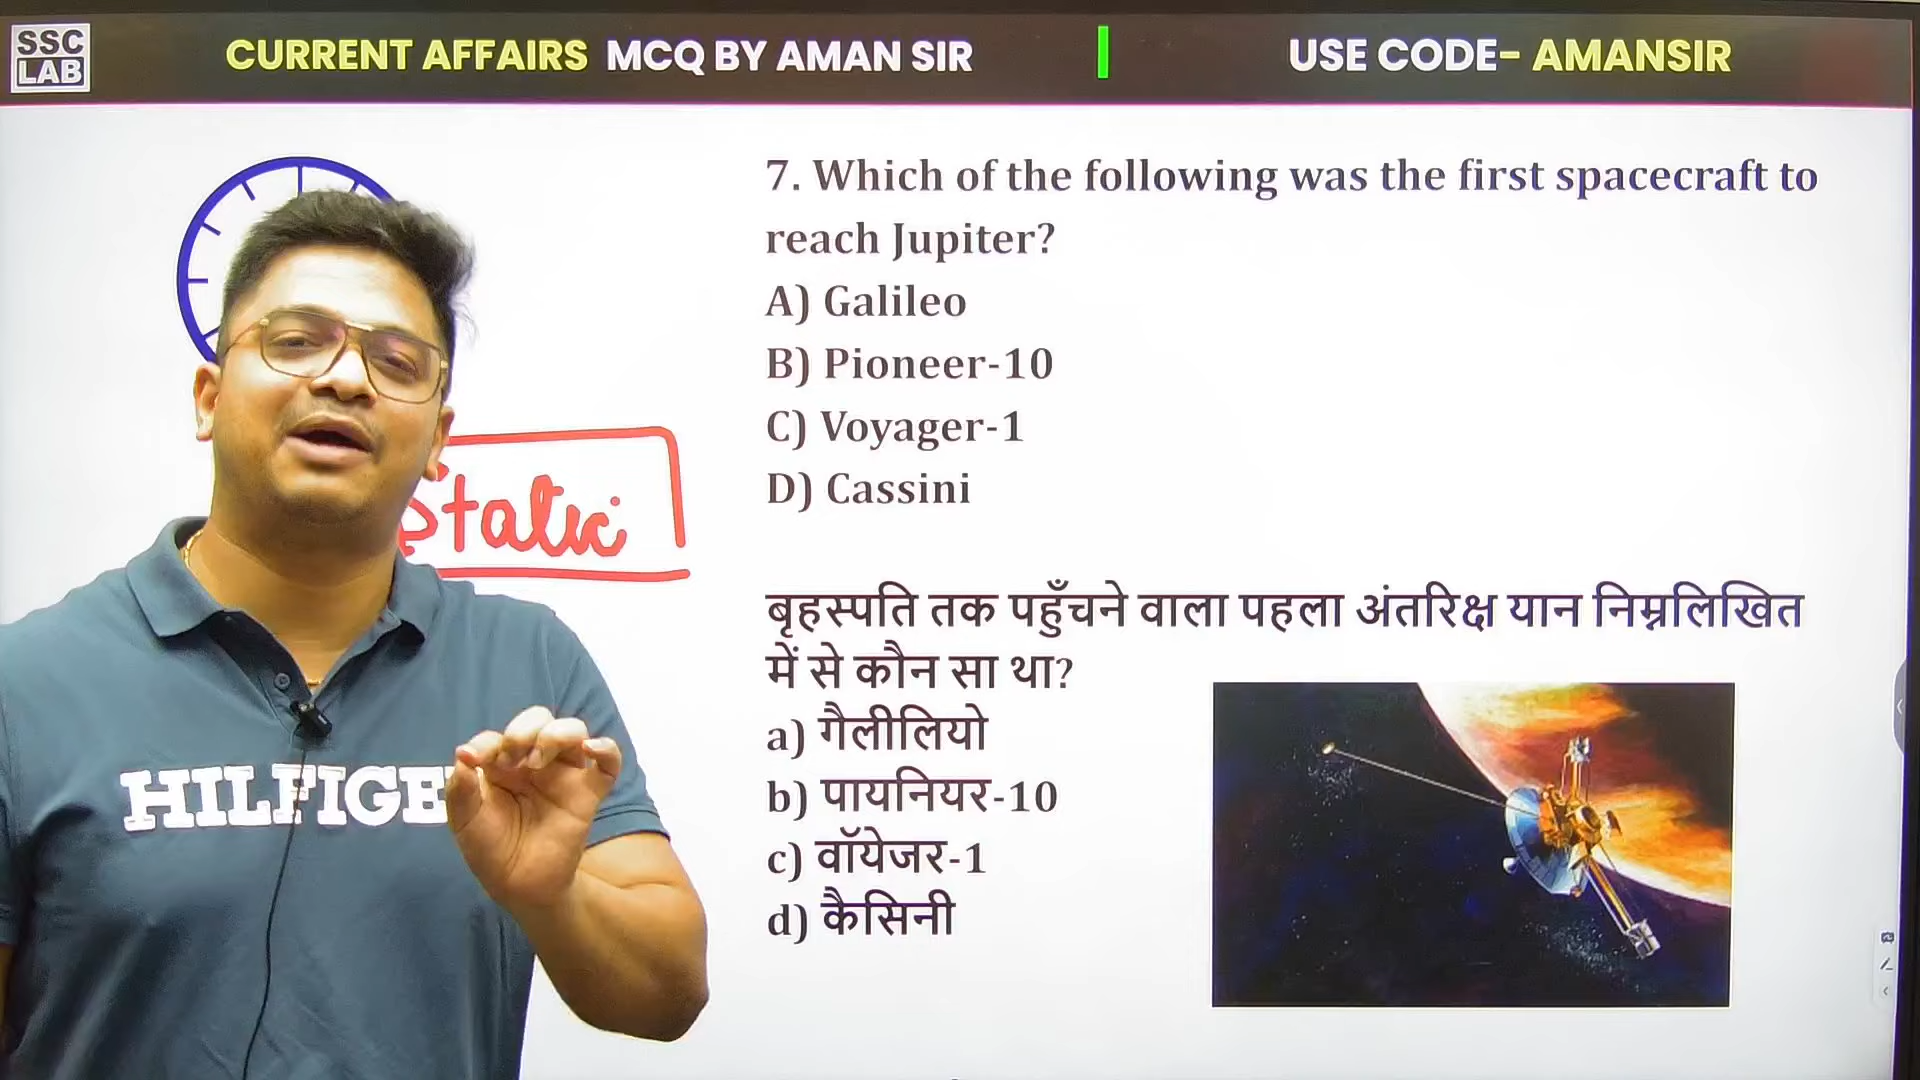 SSC
LAB
CURRENT AFFAIRS MCQ BY AMAN SIR
USE CODE- AMANSIR
7. Which of the following was the first spacecraft to
reach Jupiter?
A) Galileo
B) Pioneer-10
C) Voyager-1
D) Cassini
Static
बृहस्पति तक पहुँचने वाला पहला अंतरिक्ष यान निम्नलिखित
में से कौन सा था?
a) गैलीलियो
b) पायनियर-10
c) वॉयेजर-1
d) कैसिनी